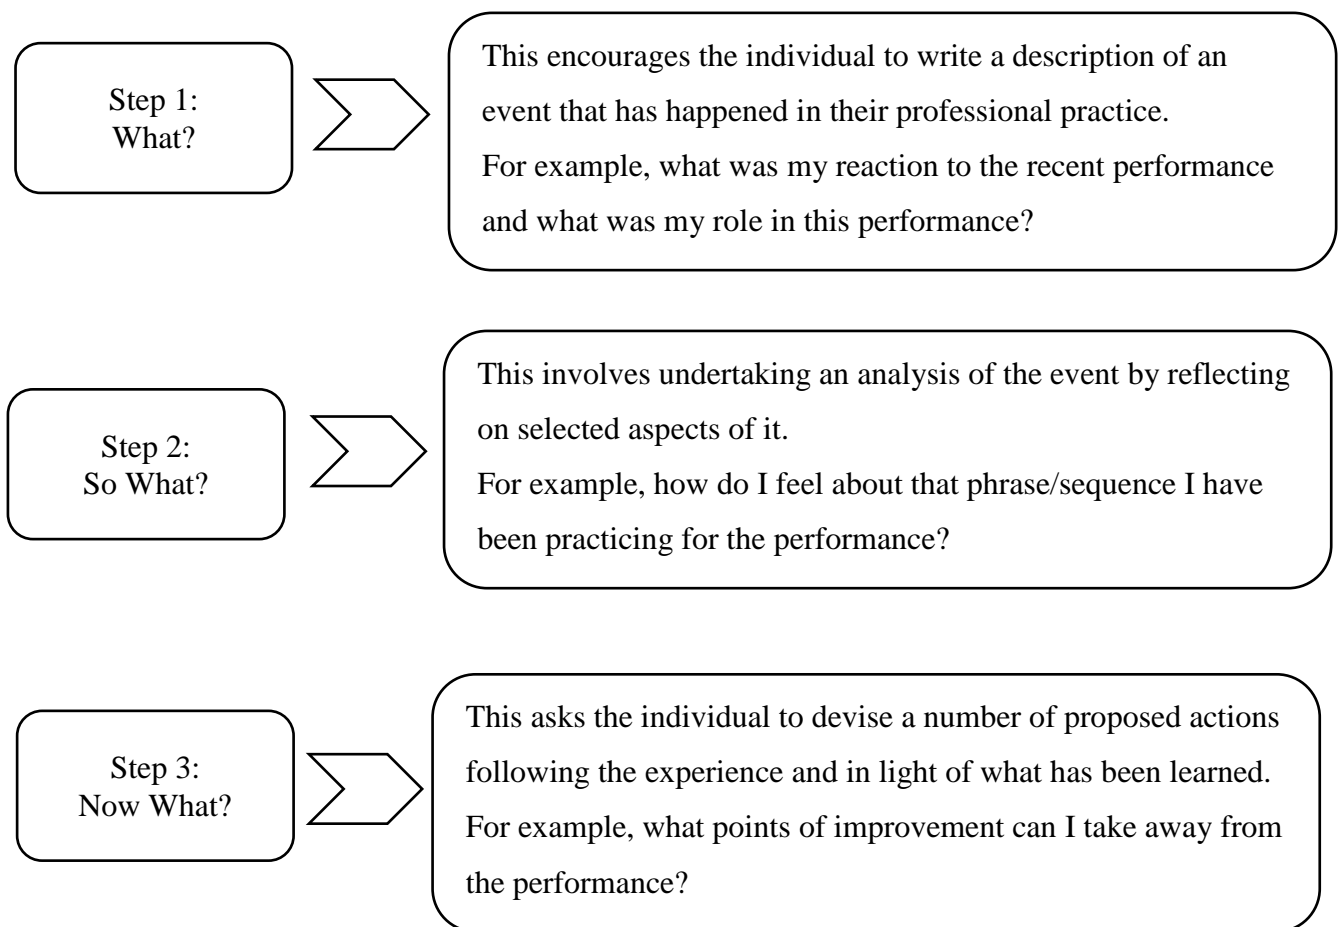 Step 1:
What?
This encourages the individual to write a description of an
event that has happened in their professional practice.
For example, what was my reaction to the recent performance
and what was my role in this performance?
Step 2:
So What?
This involves undertaking an analysis of the event by reflecting
on selected aspects of it.
For example, how do I feel about that phrase/sequence I have
been practicing for the performance?
Step 3:
Now What?
This asks the individual to devise a number of proposed actions
following the experience and in light of what has been learned.
For example, what points of improvement can I take away from
the performance?